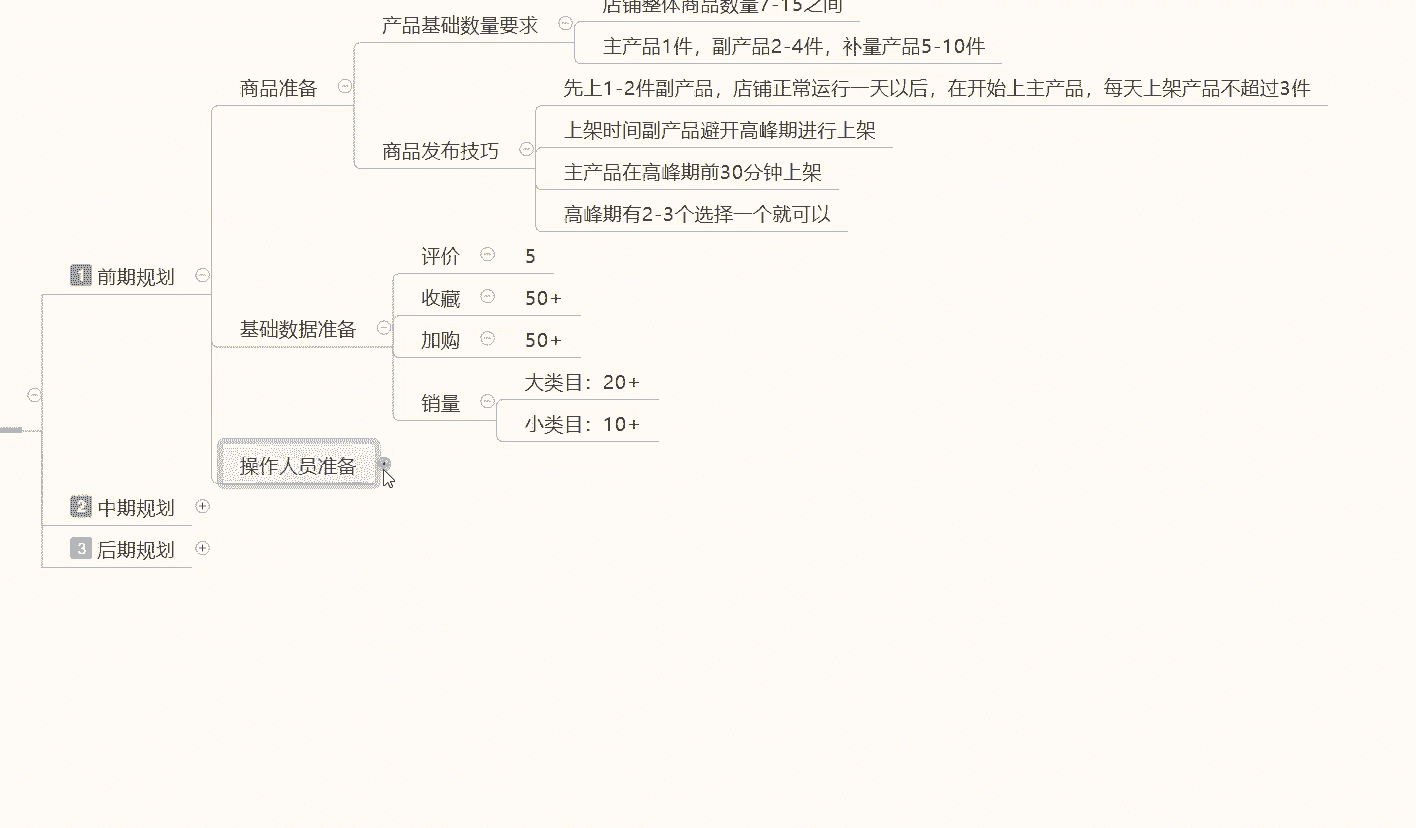 店铺整体商品数量7-15之间
产品基础数量要求
主产品1件，副产品2-4件，补量产品5-10件
商品准备
先上1-2件副产品，店铺正常运行一天以后，在开始上主产品，每天上架产品不超过3件
上架时间副产品避开高峰期进行上架
商品发布技巧
主产品在高峰期前30分钟上架
高峰期有2-3个选择一个就可以
1 前期规划
评价 5
收藏 50+
基础数据准备
加购 50+
大类目：20+
销量
小类目：10+
操作人员准备
2 中期规划
3 后期规划